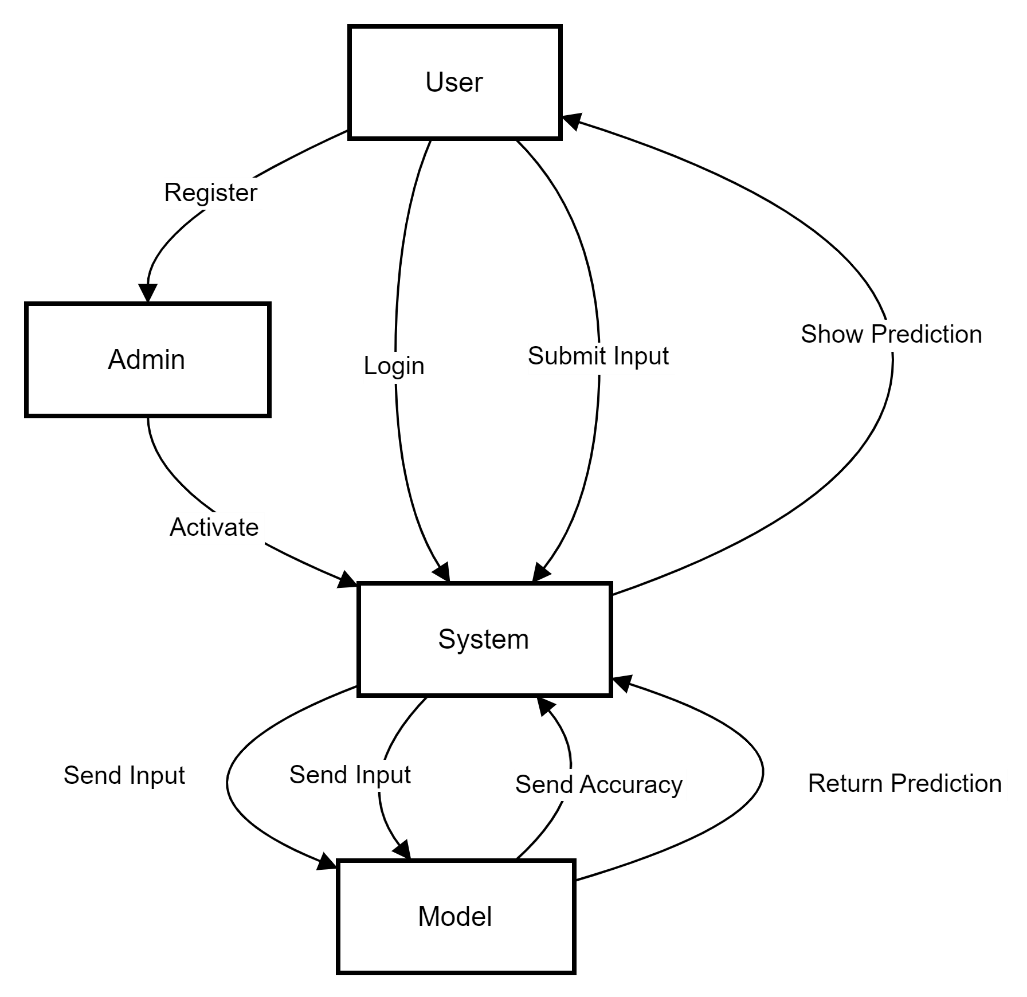 User
Register
Show Prediction
Admin
Login
Submit Input
Activate
System
Send Input
Send Input
Send Accuracy
Return Prediction
Model